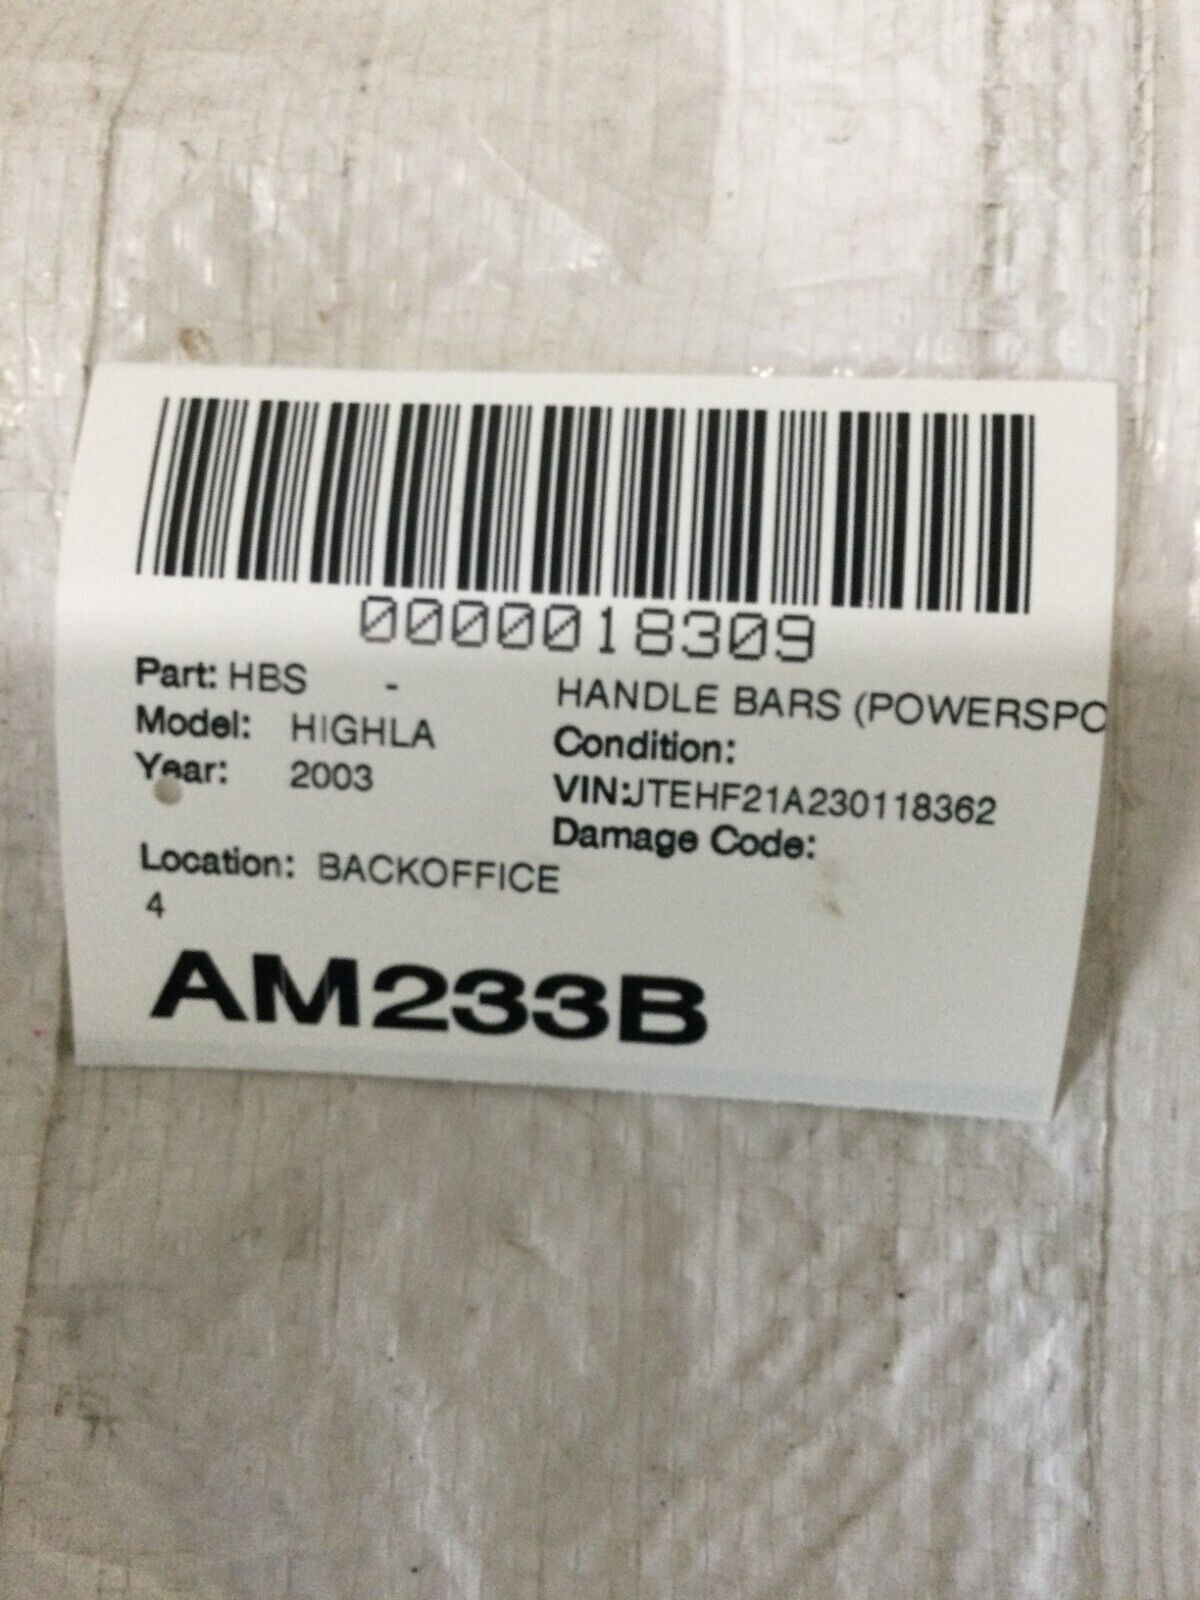 0000018309
Part: HBS - HANDLE BARS (POWERSPO
Model: HIGHLA Condition:
Year: 2003 VIN:JTEHF21A230118362
Damage Code:
Location: BACKOFFICE
4
AM233B